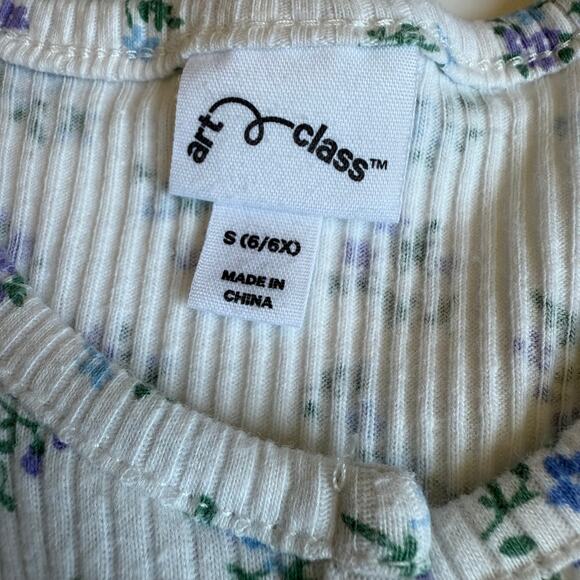 art class™
S (6/6X)
MADE IN
CHINA